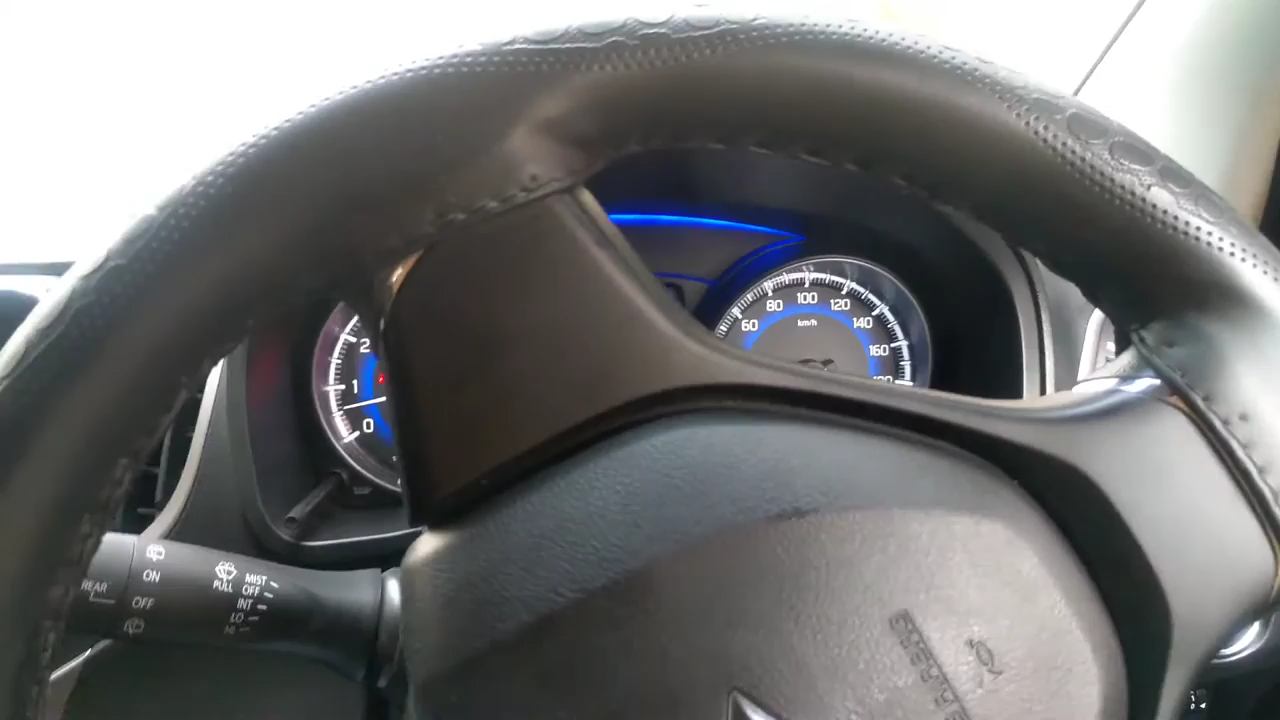 60 80 100 120 140 160
km/h
2
1
0
ON
REAR
OFF
PULL
MIST
OFF
INT
LO
HI